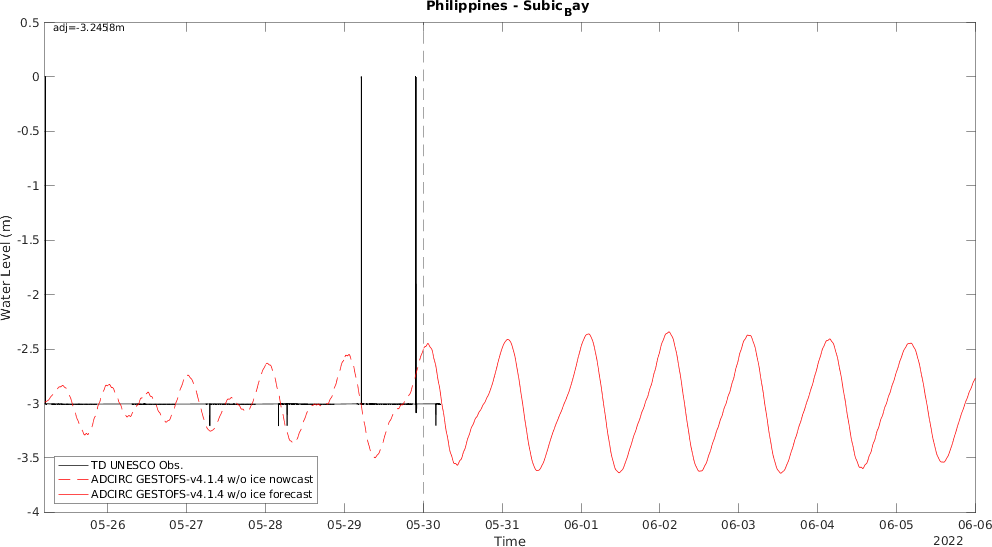 Philippines - Subic_Bay
adj=-3.2458m
0.5
0
-0.5
-1
-1.5
-2
-2.5
-3
-3.5
-4
Water Level (m)
TD UNESCO Obs.
ADCIRC GESTOFS-v4.1.4 w/o ice nowcast
ADCIRC GESTOFS-v4.1.4 w/o ice forecast
05-26 05-27 05-28 05-29 05-30 05-31 06-01 06-02 06-03 06-04 06-05 06-06
Time
2022